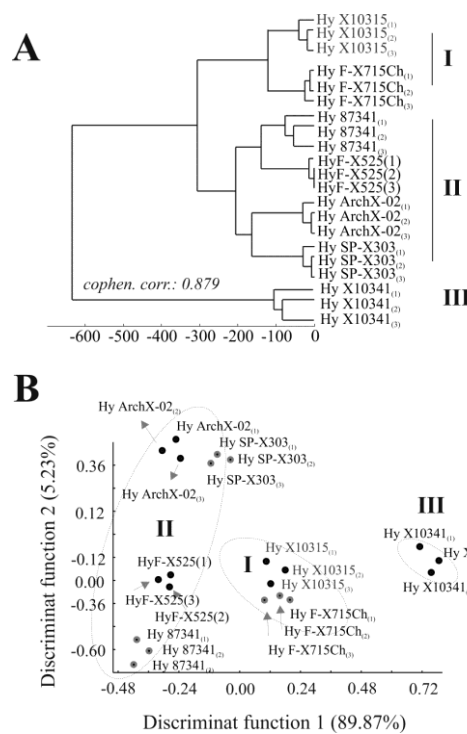 A
Hy X10315(1)
Hy X10315(2)
Hy X10315(3)
I
Hy F-X715Ch(1)
Hy F-X715Ch(2)
Hy F-X715Ch(3)
Hy 87341(1)
Hy 87341(2)
Hy 87341(3)
II
HyF-X525(1)
HyF-X525(2)
HyF-X525(3)
Hy ArchX-02(1)
Hy ArchX-02(2)
Hy ArchX-02(3)
Hy SP-X303(1)
Hy SP-X303(2)
Hy SP-X303(3)
cophen. corr.: 0.879
Hy X10341(1)
Hy X10341(2)
Hy X10341(3)
III
-600 -500 -400 -300 -200 -100 0
B
Discriminat function 2 (5.23%)
0.36
0.12
-0.12
0.00
-0.36
-0.60
Hy ArchX-02(2)
Hy ArchX-02(1)
Hy SP-X303(1)
Hy SP-X303(2)
Hy SP-X303(3)
Hy ArchX-02(3)
II
HyF-X525(1)
HyF-X525(3)
HyF-X525(2)
Hy 87341(1)
Hy 87341(2)
Hy 87341
I
Hy X10315(1)
Hy X10315(2)
Hy X10315(3)
Hy F-X715Ch(1)
Hy F-X715Ch(2)
Hy F-X715Ch(3)
III
Hy X10341(1)
Hy X
Hy X10341
-0.48 -0.24 0.00 0.24 0.48 0.72
Discriminat function 1 (89.87%)